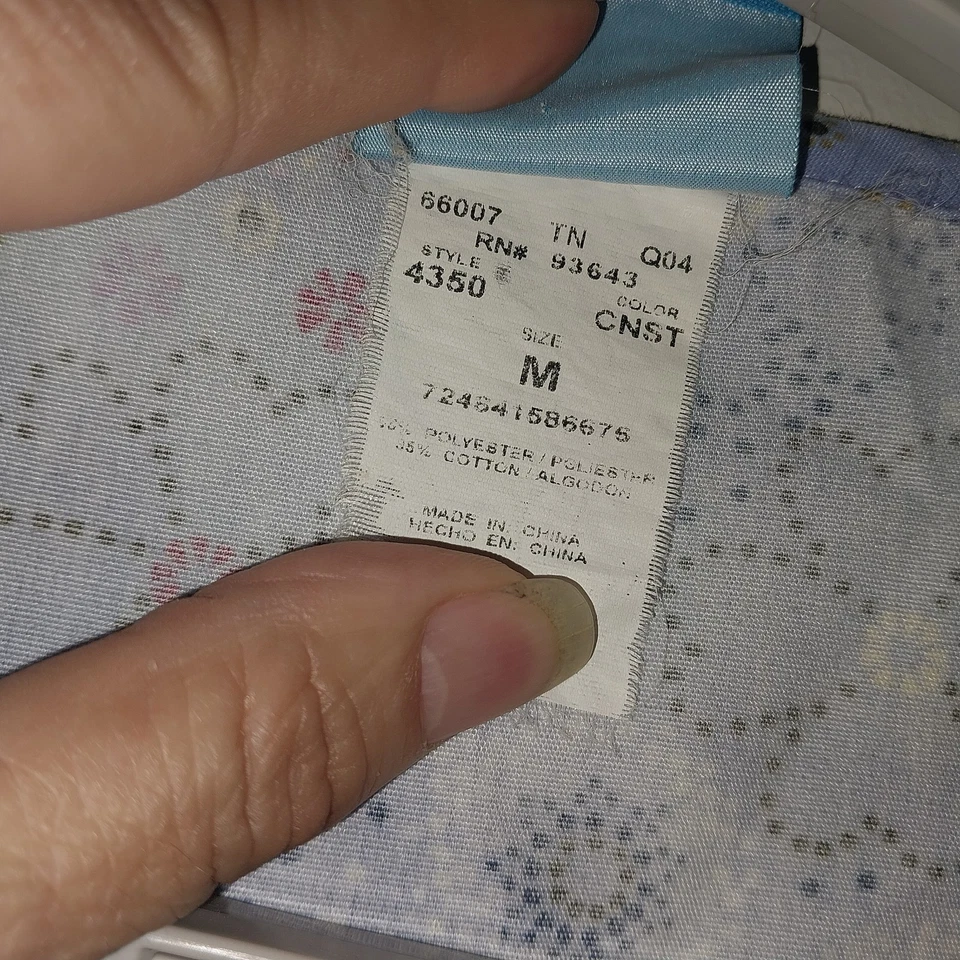 66007 TN Q04
RN# 93643
STYLE
4350
COLOR
CNST
SIZE
M
POLYESTER / POLIESTER
35% COTTON / ALGODON
MADE IN: CHINA
HECHO EN: CHINA